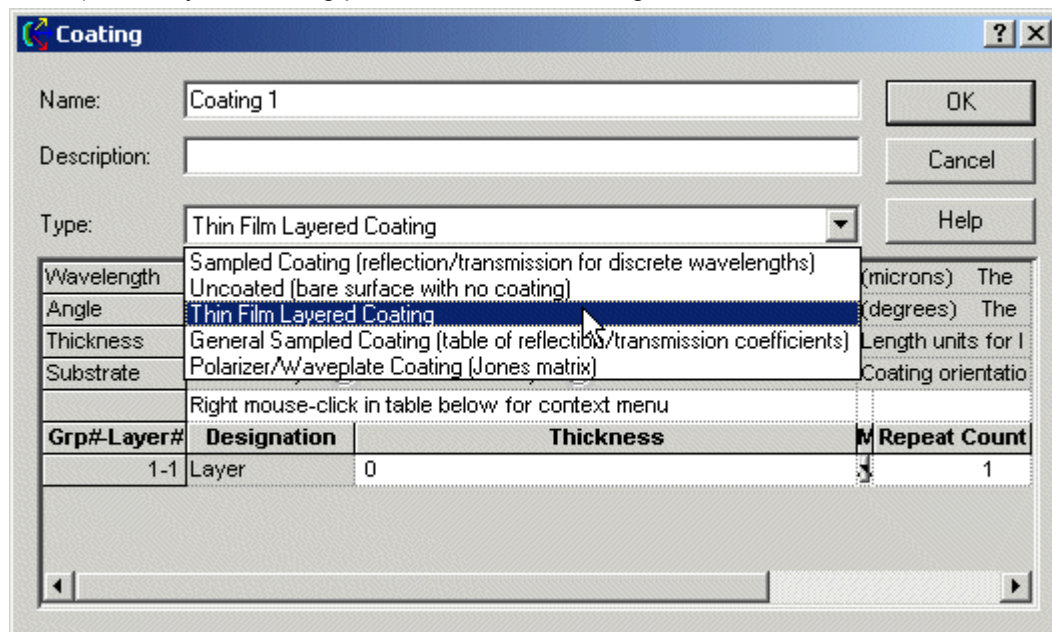 Coating
Name: Coating 1 OK
Description: Cancel
Type: Thin Film Layered Coating Help
Sampled Coating (reflection/transmission for discrete wavelengths)
Uncoated (bare surface with no coating)
Thin Film Layered Coating
General Sampled Coating (table of reflection/transmission coefficients)
Polarizer/Waveplate Coating (Jones matrix)
Wavelength (microns) The
Angle (degrees) The
Thickness Length units for l
Substrate Coating orientatio
Right mouse-click in table below for context menu
Grp#-Layer# Designation Thickness M Repeat Count
1-1 Layer 0 1